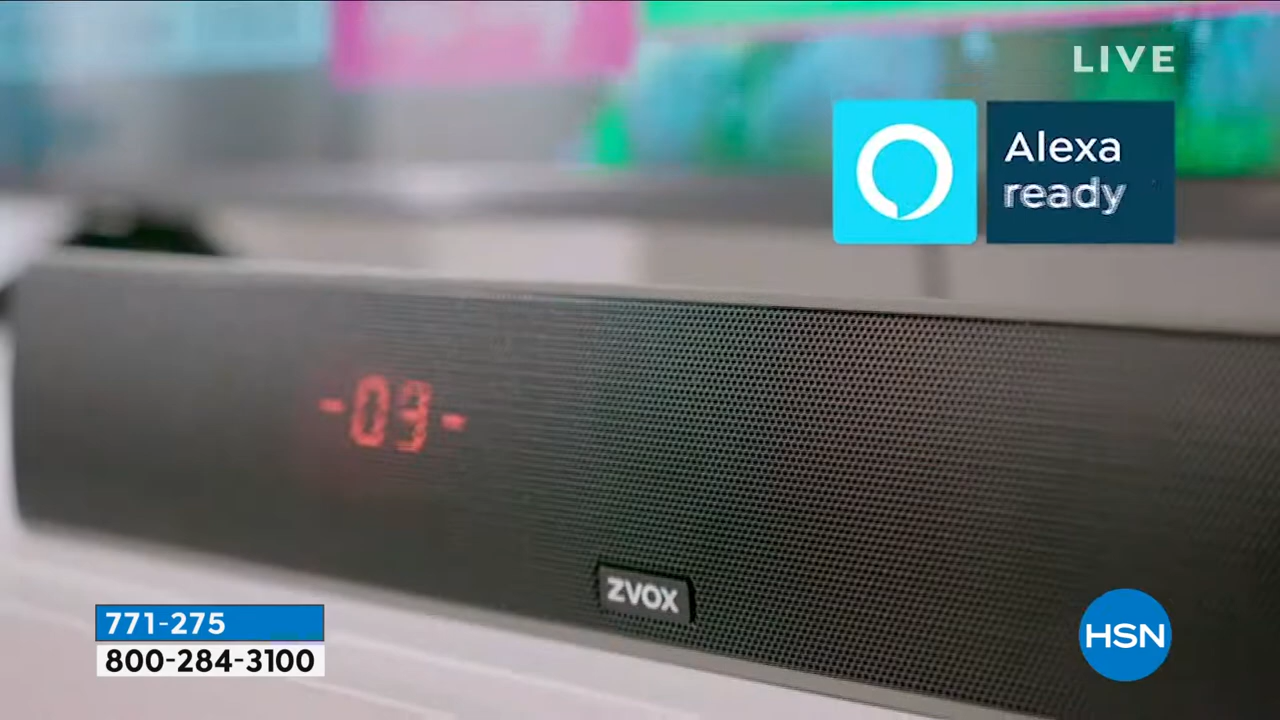 LIVE
Alexa
ready
-03-
ZVOX
771-275
800-284-3100
HSN